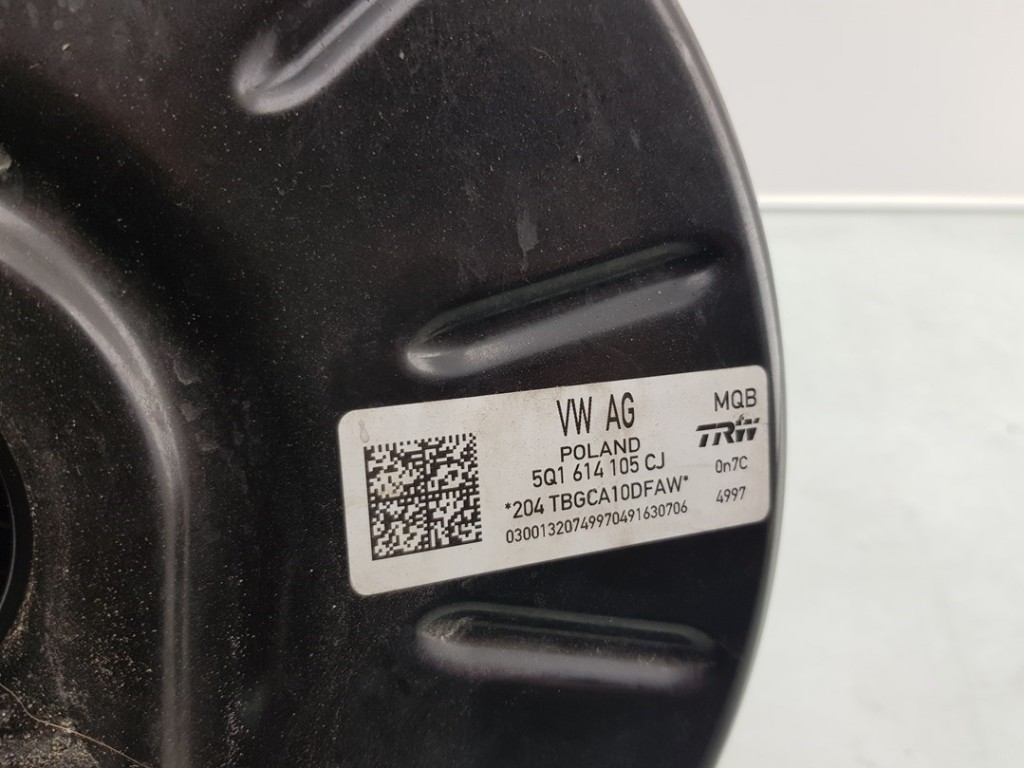 VW AG
MQB
POLAND
TRW
5Q1 614 105 CJ
0n7C
*204 TBGCA10DFAW*
4997
03001320749970491630706